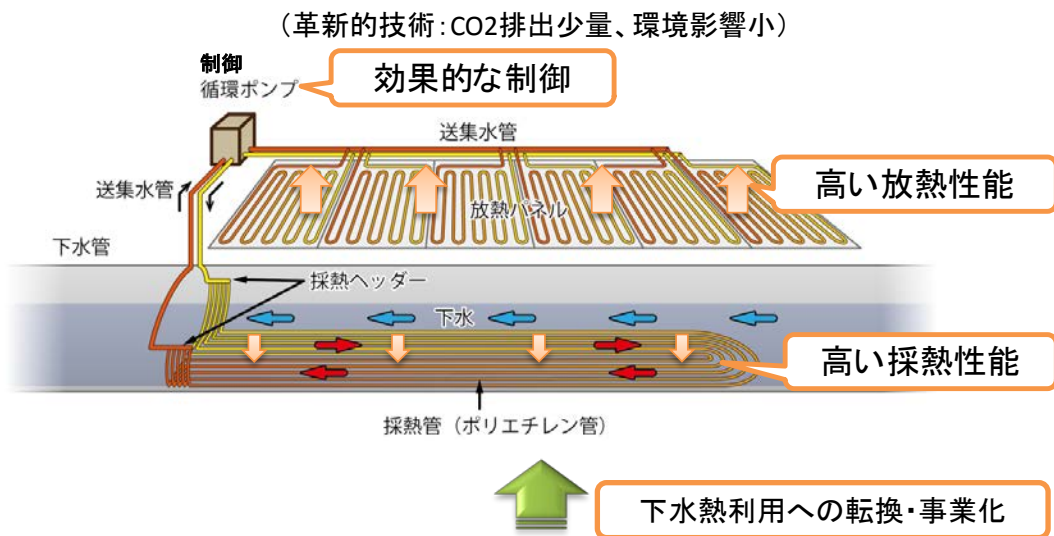 （革新的技術：CO2排出少量、環境影響小）
制御
循環ポンプ
効果的な制御
送集水管
送集水管
高い放熱性能
放熱パネル
下水管
採熱ヘッダー
下水
高い採熱性能
採熱管（ポリエチレン管）
下水熱利用への転換・事業化